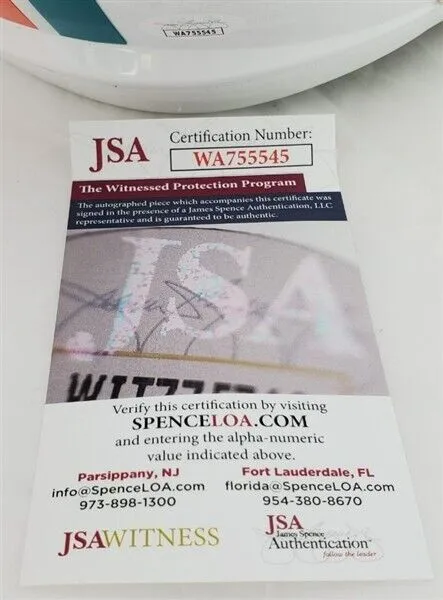 WA755545
JSA
Certification Number:
WA755545
The Witnessed Protection Program
The autographed piece which accompanies this certificate was
signed in the presence of a James Spence Authentication, LLC
representative and is guaranteed to be authentic.
JSA
Verify this certification by visiting
SPENCELOA.COM
and entering the alpha-numeric
value indicated above.
Parsippany, NJ
info@SpenceLOA.com
973-898-1300
Fort Lauderdale, FL
florida@SpenceLOA.com
954-380-8670
JSAWITNESS
JSA
James Spence
Authentication
follow the leader